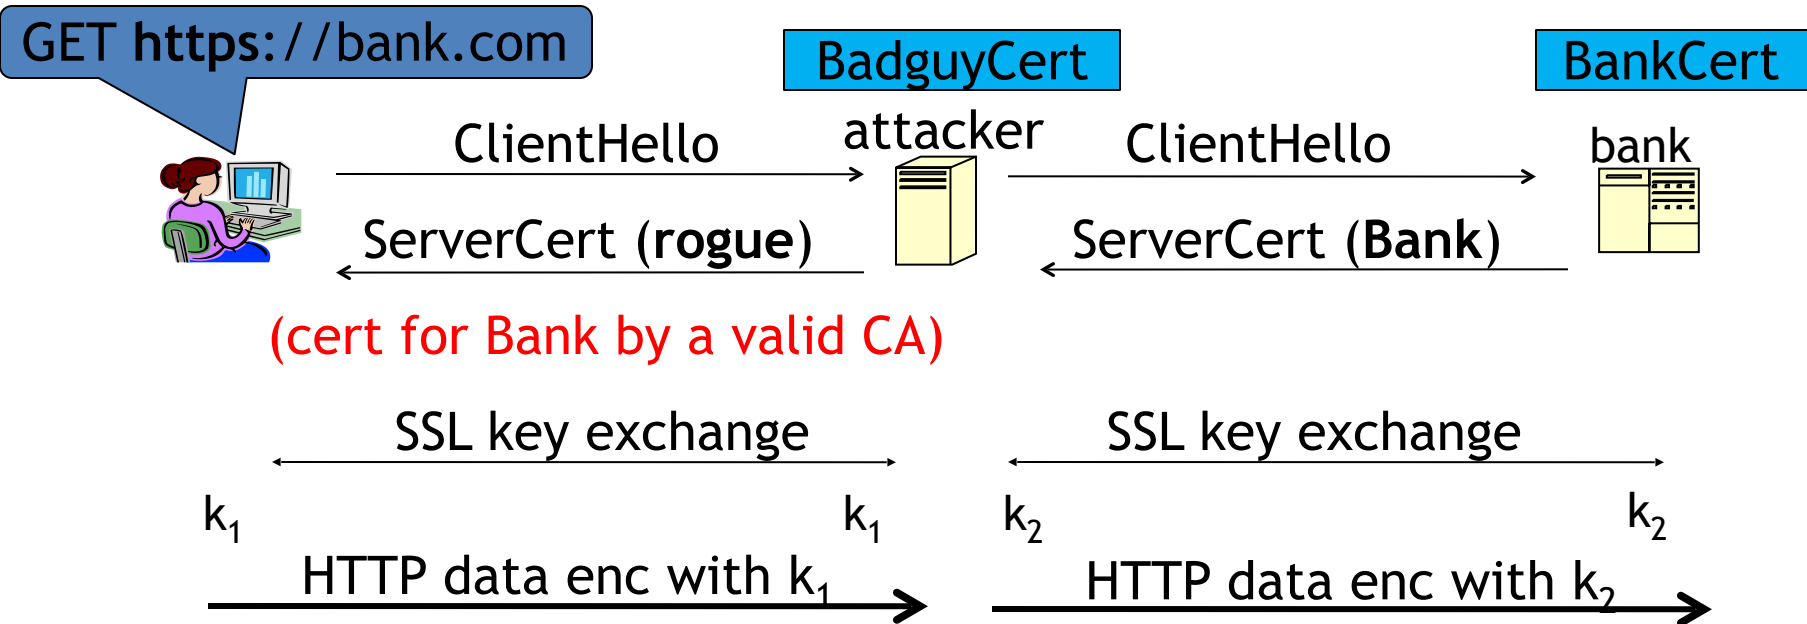 GET https://bank.com
BadguyCert
BankCert
attacker
bank
ClientHello
ClientHello
ServerCert (rogue)
ServerCert (Bank)
(cert for Bank by a valid CA)
SSL key exchange
SSL key exchange
k1
k1
k2
k2
HTTP data enc with k1
HTTP data enc with k2